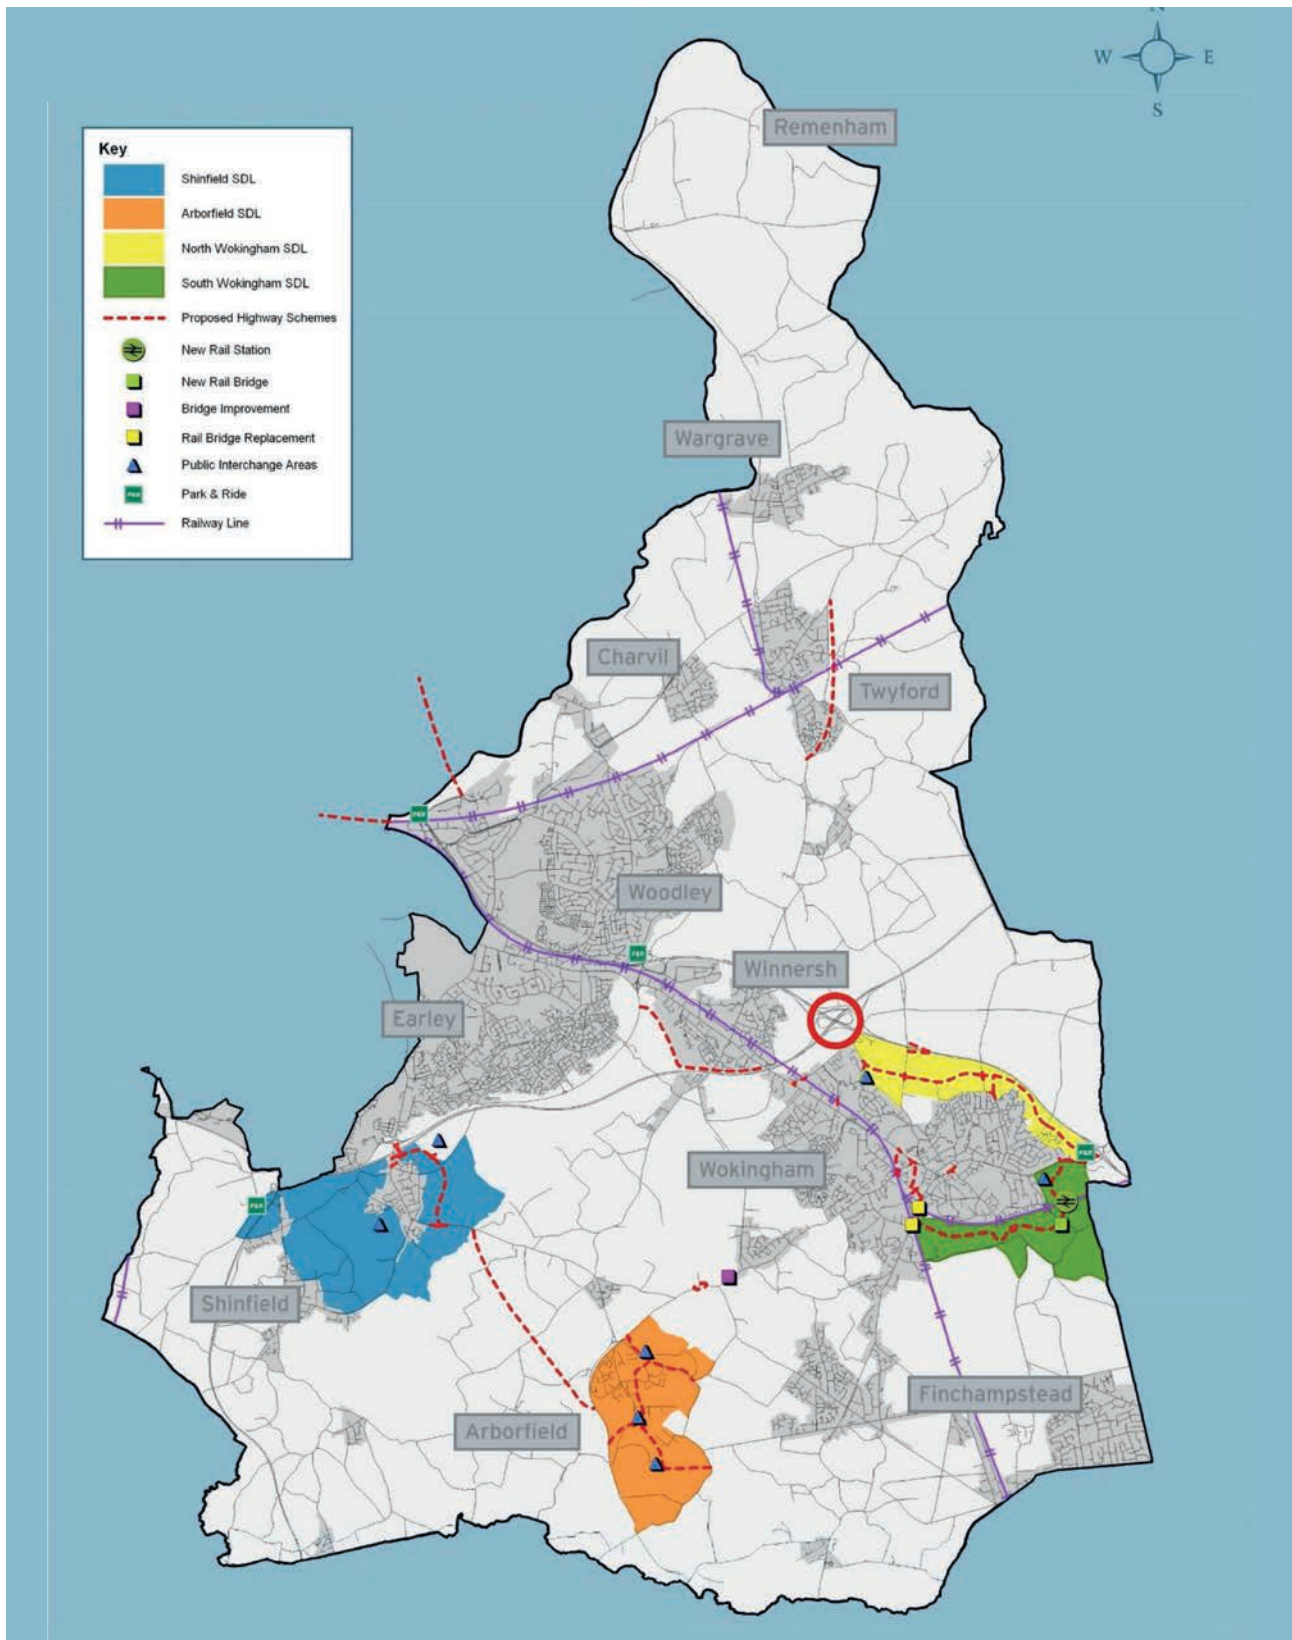 N
W E
S
Remenham
Key
Shinfield SDL
Arborfield SDL
North Wokingham SDL
South Wokingham SDL
Proposed Highway Schemes
New Rail Station
New Rail Bridge
Bridge Improvement
Rail Bridge Replacement
Public Interchange Areas
P&R Park & Ride
Railway Line
Wargrave
Charvil
Twyford
P&R
Woodley
P&R
Winnersh
Earley
P&R
Wokingham
P&R
Shinfield
Finchampstead
Arborfield